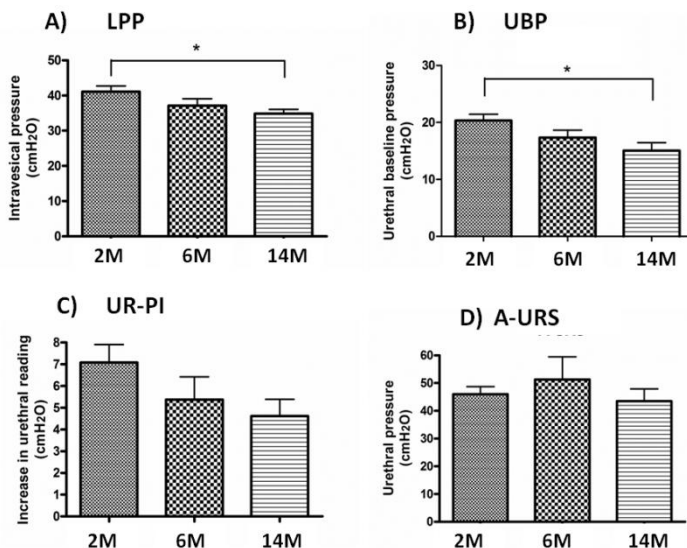 A) LPP
*
Intravesical pressure
(cmH2O)
50
40
30
20
10
0
2M 6M 14M
B) UBP
*
Urethral baseline pressure
(cmH2O)
30
20
10
0
2M 6M 14M
C) UR-PI
Increase in urethral reading
(cmH2O)
8
7
6
5
4
3
2
1
0
2M 6M 14M
D) A-URS
Urethral pressure
(cmH2O)
60
50
40
30
20
10
0
2M 6M 14M